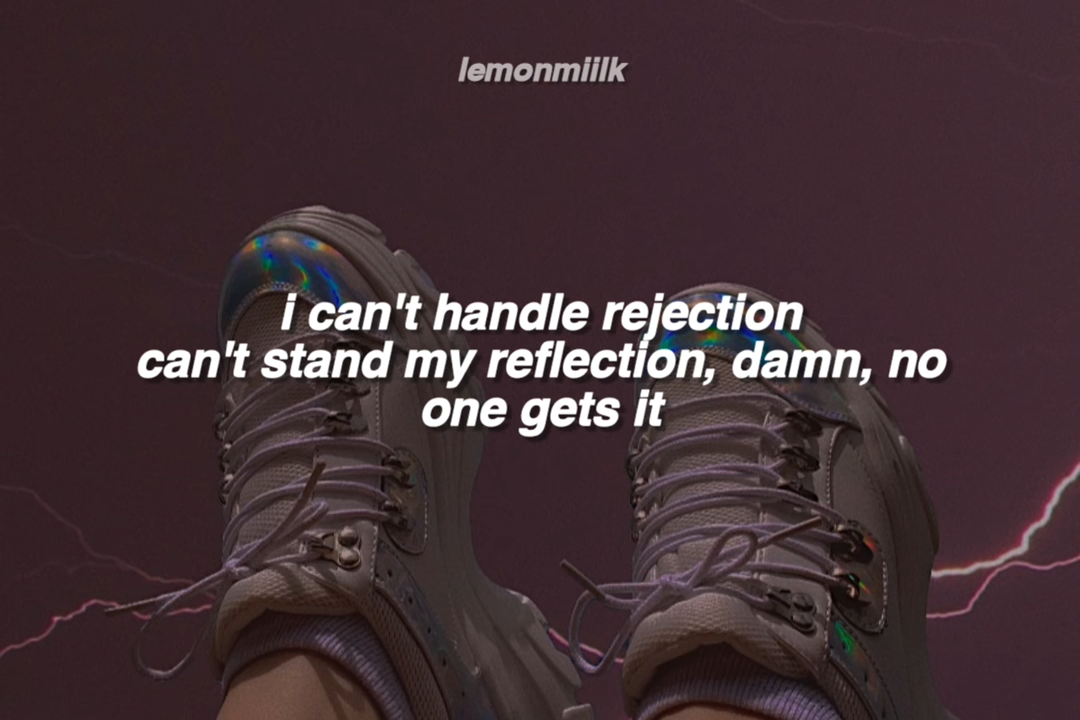 lemonmiilk
i can't handle rejection
can't stand my reflection, damn, no
one gets it